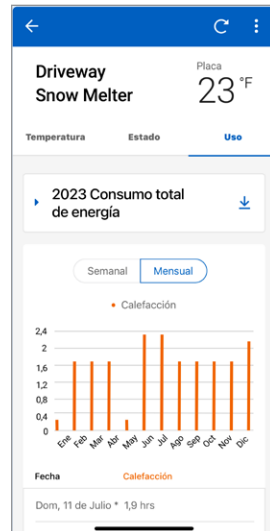 Driveway
Snow Melter
Placa
23 °F
Temperatura Estado Uso
2023 Consumo total
de energía
Semanal Mensual
Calefacción
2,4
2
1,6
1,2
0,8
0,4
0
Ene Feb Mar Abr May Jun Jul Ago Sep Oct Nov Dic
Fecha Calefacción
Dom, 11 de Julio * 1,9 hrs